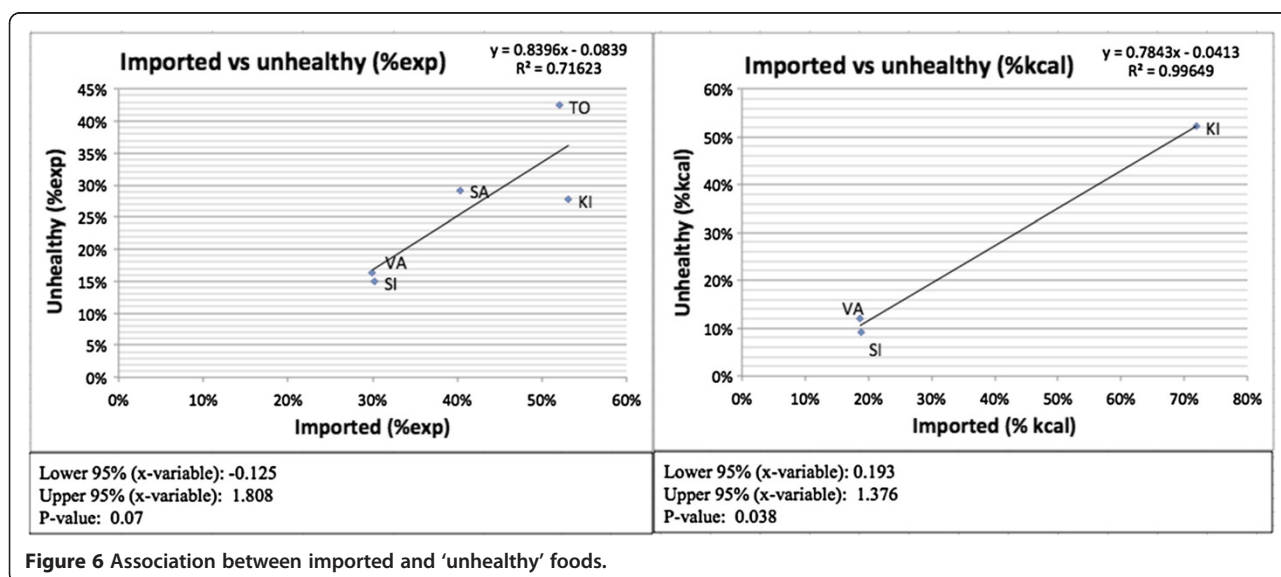 Imported vs unhealthy (%exp)
y = 0.8396x - 0.0839
R² = 0.71623
45%
40%
35%
30%
25%
20%
15%
10%
5%
0%
Unhealthy (%exp)
TO
SA
KI
VA
SI
0% 10% 20% 30% 40% 50% 60%
Imported (%exp)
Lower 95% (x-variable): -0.125
Upper 95% (x-variable): 1.808
P-value: 0.07
Imported vs unhealthy (%kcal)
y = 0.7843x - 0.0413
R² = 0.99649
60%
50%
40%
30%
20%
10%
0%
Unhealthy (%kcal)
KI
VA
SI
0% 10% 20% 30% 40% 50% 60% 70% 80%
Imported (% kcal)
Lower 95% (x-variable): 0.193
Upper 95% (x-variable): 1.376
P-value: 0.038
Figure 6 Association between imported and ‘unhealthy’ foods.